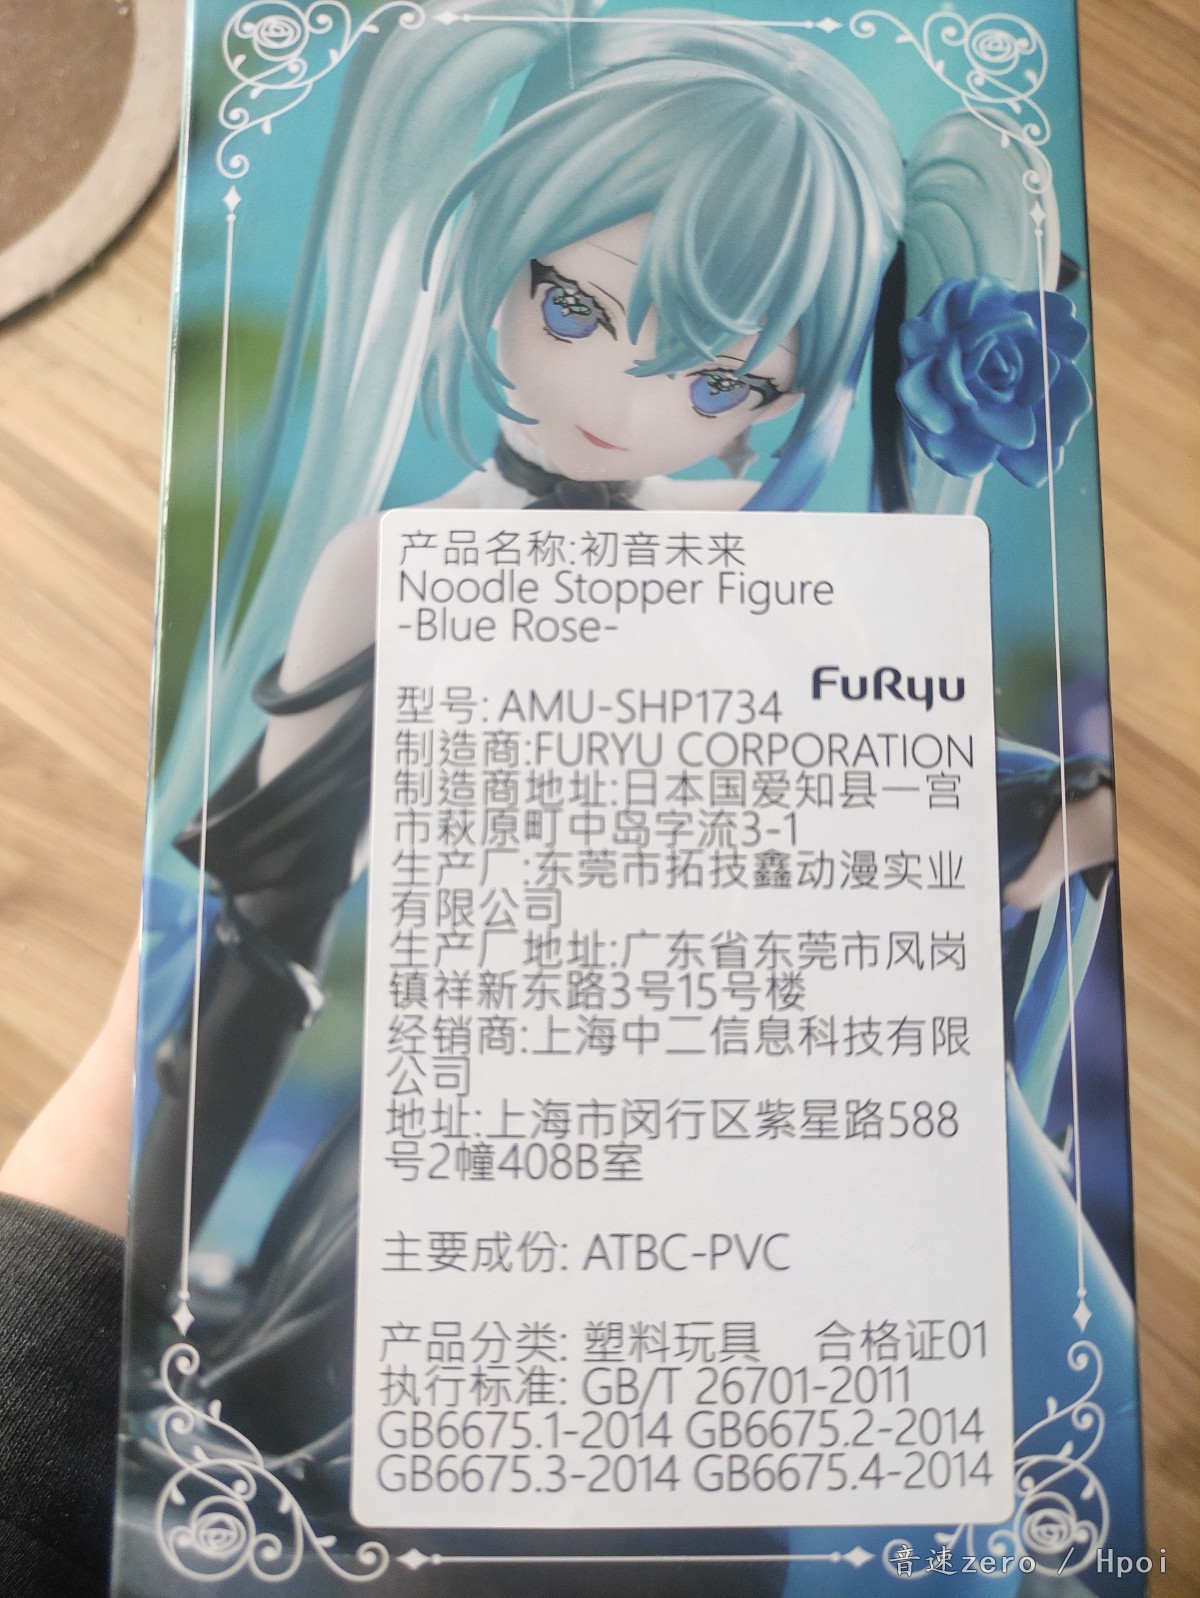 产品名称:初音未来
Noodle Stopper Figure
-Blue Rose-
FuRyu
型号: AMU-SHP1734
制造商:FURYU CORPORATION
制造商地址:日本国爱知县一宫
市萩原町中岛字流3-1
生产厂:东莞市拓技鑫动漫实业
有限公司
生产厂地址:广东省东莞市凤岗
镇祥新东路3号15号楼
经销商:上海中二信息科技有限
公司
地址:上海市闵行区紫星路588
号2幢408B室
主要成份: ATBC-PVC
产品分类: 塑料玩具 合格证01
执行标准: GB/T 26701-2011
GB6675.1-2014 GB6675.2-2014
GB6675.3-2014 GB6675.4-2014
音速zero / Hpoi